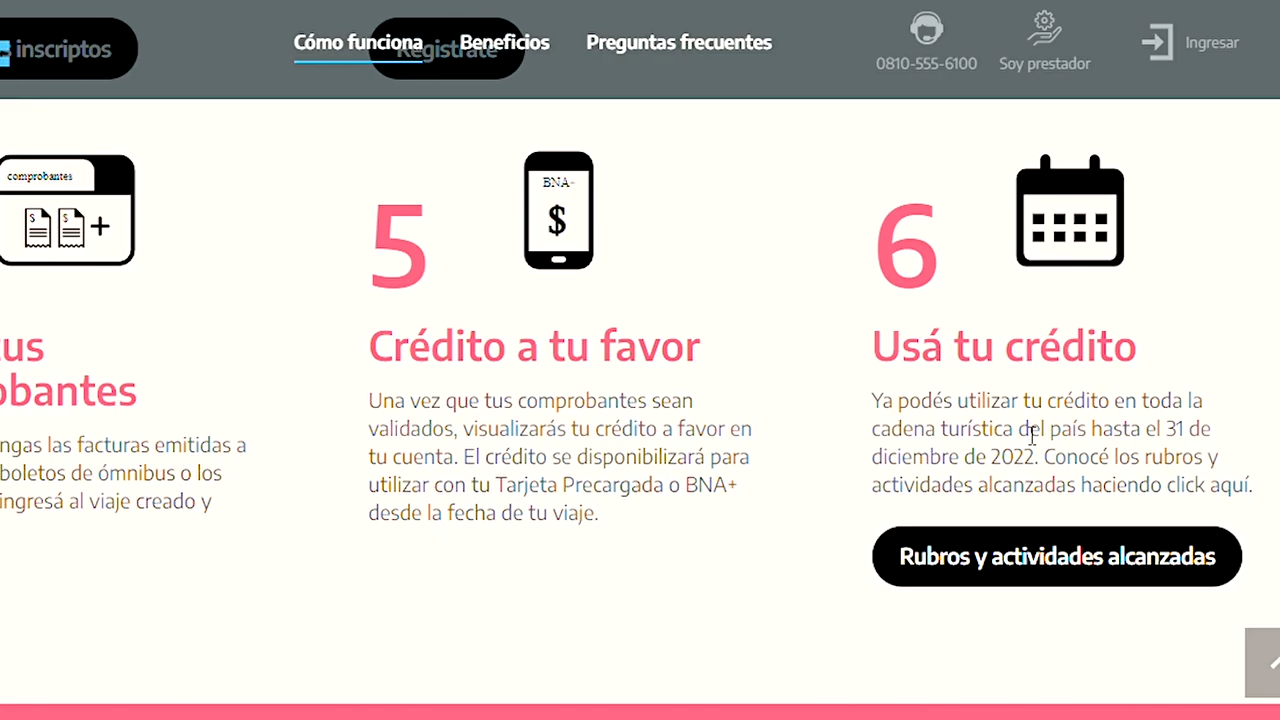 inscriptos
Cómo funciona
Registrate
Beneficios
Preguntas frecuentes
0810-555-6100
Soy prestador
Ingresar
comprobantes
$ $
tus
obantes
ngas las facturas emitidas a
boletos de ómnibus o los
ingresá al viaje creado y
BNA+
$
5
Crédito a tu favor
Una vez que tus comprobantes sean
validados, visualizarás tu crédito a favor en
tu cuenta. El crédito se disponibilizará para
utilizar con tu Tarjeta Precargada o BNA+
desde la fecha de tu viaje.
6
Usá tu crédito
Ya podés utilizar tu crédito en toda la
cadena turística del país hasta el 31 de
diciembre de 2022. Conocé los rubros y
actividades alcanzadas haciendo click aquí.
Rubros y actividades alcanzadas